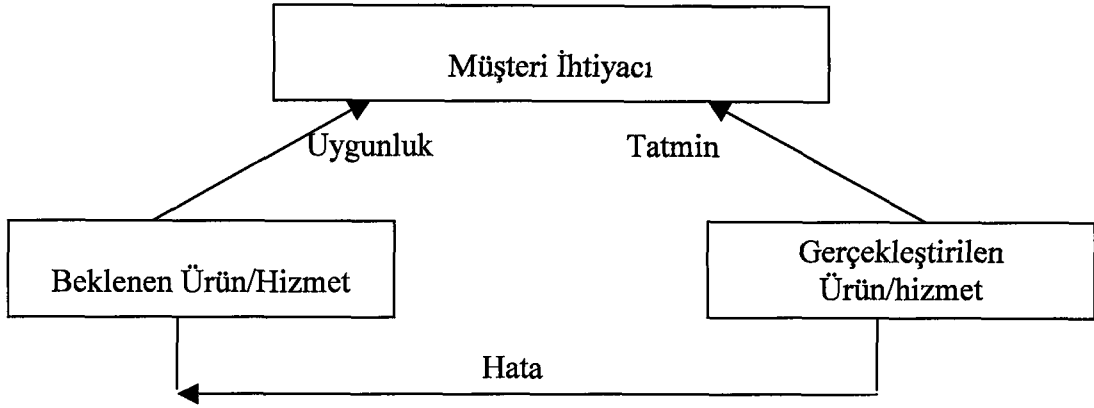 Müşteri İhtiyacı
Uygunluk
Tatmin
Beklenen Ürün/Hizmet
Gerçekleştirilen
Ürün/hizmet
Hata